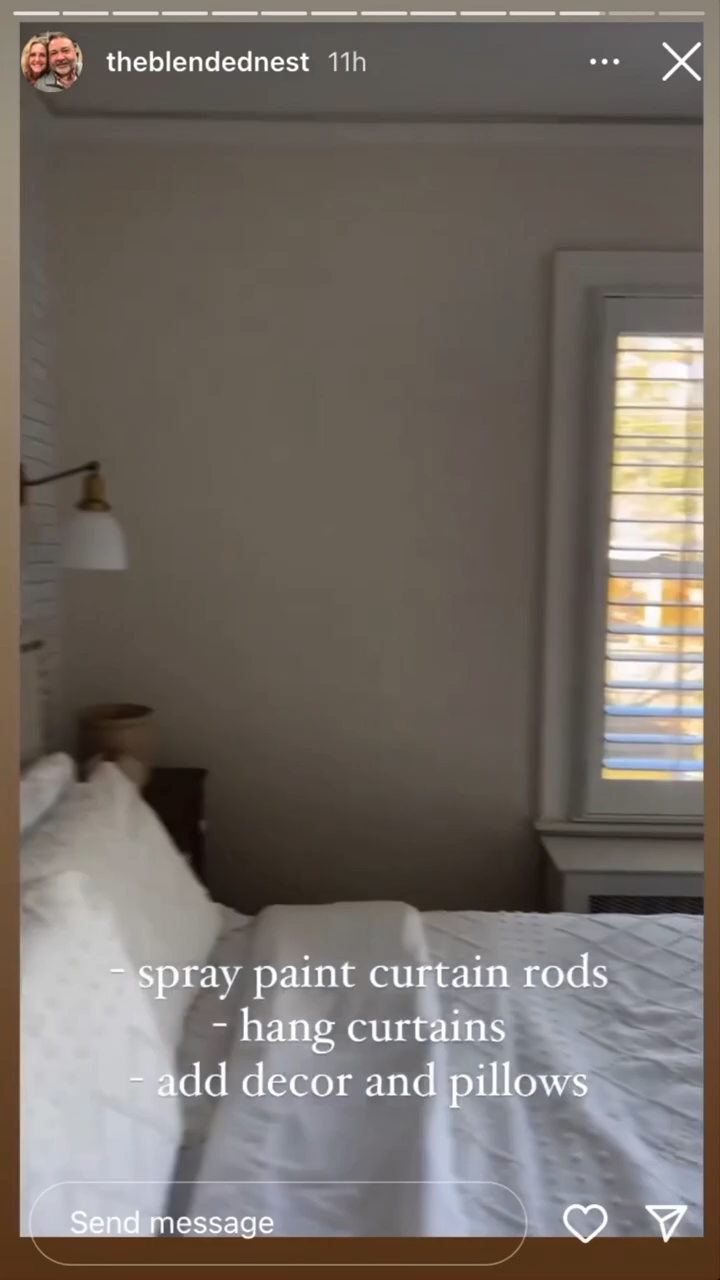 theblendednest 11h
- spray paint curtain rods
- hang curtains
- add decor and pillows
Send message